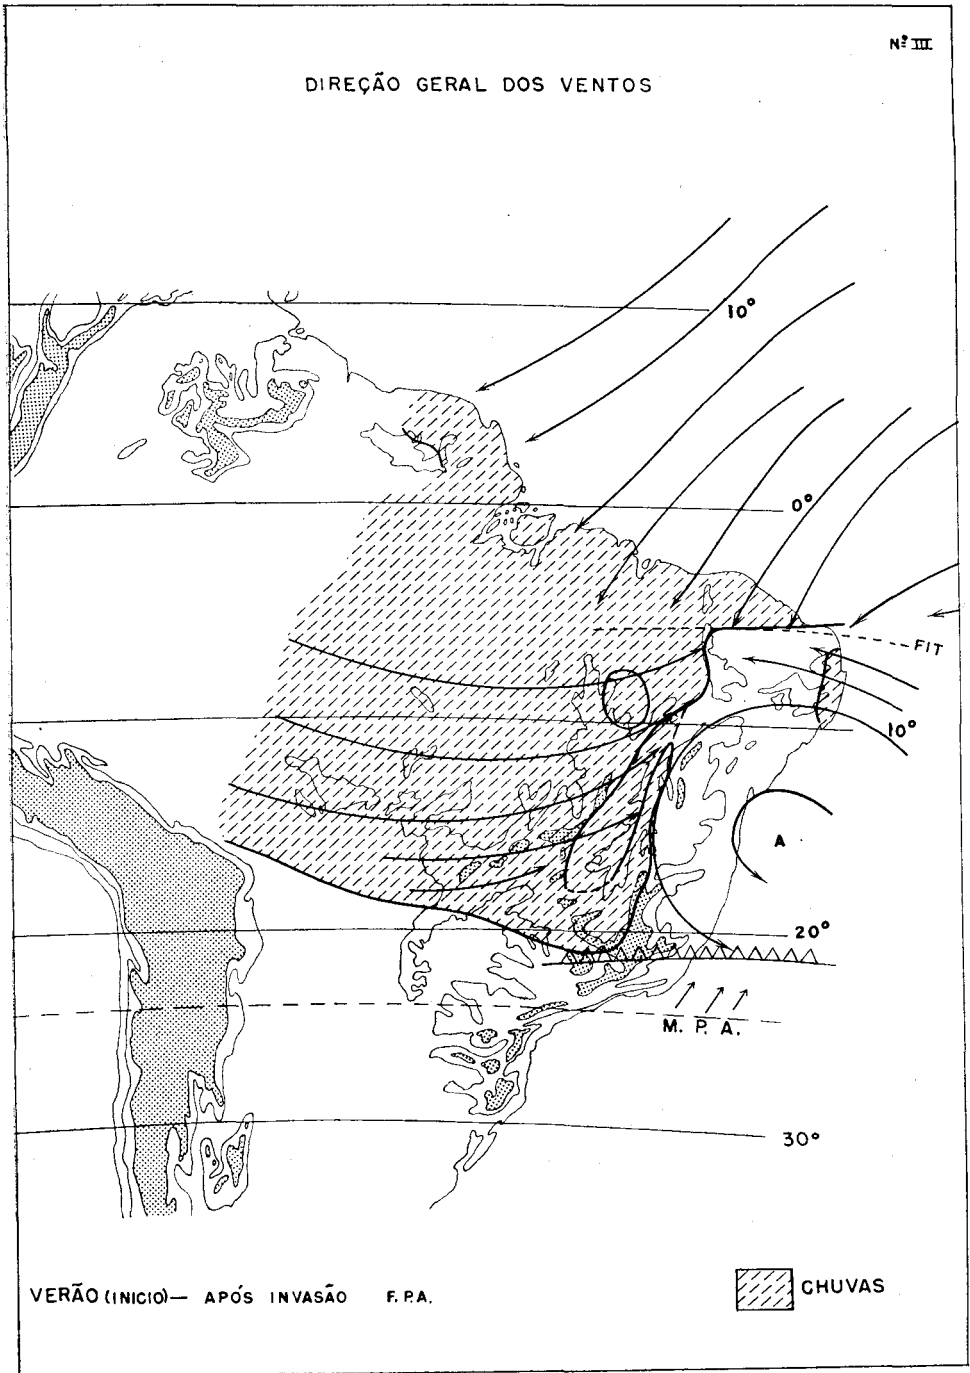 Nº III
DIREÇÃO GERAL DOS VENTOS
10°
0°
FIT
10°
A
20°
M. P. A.
30°
VERÃO (INICIO) — APÓS INVASÃO F. P. A.
CHUVAS